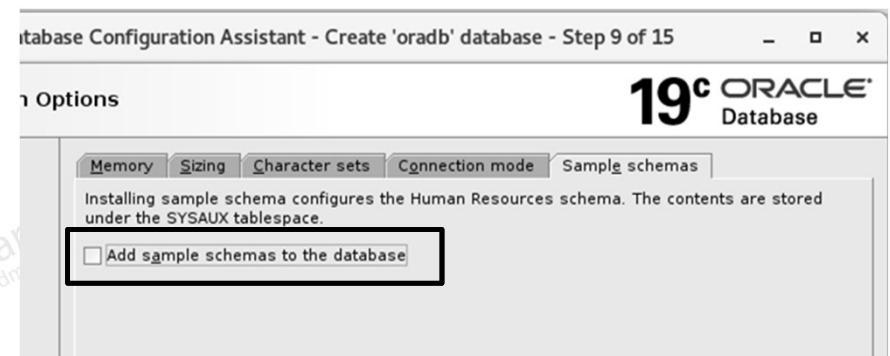 tabase Configuration Assistant - Create 'oradb' database - Step 9 of 15
n Options
19c ORACLE
Database
Memory Sizing Character sets Connection mode Sample schemas
Installing sample schema configures the Human Resources schema. The contents are stored
under the SYSAUX tablespace.
Add sample schemas to the database